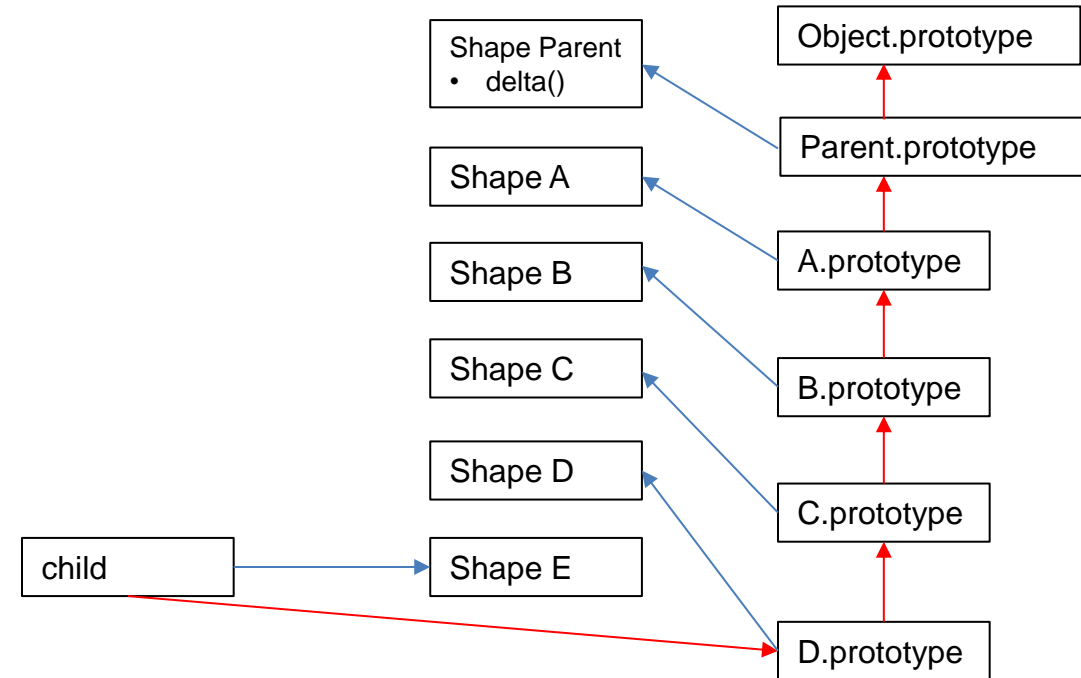 Shape Parent
• delta()
Object.prototype
Parent.prototype
Shape A
A.prototype
Shape B
Shape C
B.prototype
Shape D
C.prototype
child
Shape E
D.prototype